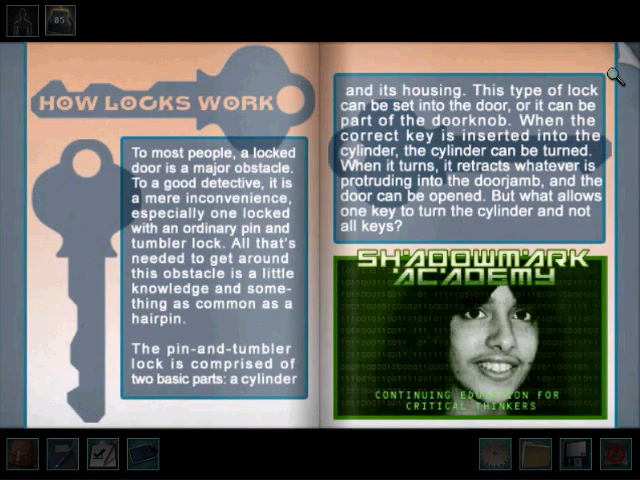 85
HOW LOCKS WORK
To most people, a locked
door is a major obstacle.
To a good detective, it is
a mere inconvenience,
especially one locked
with an ordinary pin and
tumbler lock. All that's
needed to get around
this obstacle is a little
knowledge and some-
thing as common as a
hairpin.
The pin-and-tumbler
lock is comprised of
two basic parts: a cylinder
and its housing. This type of lock
can be set into the door, or it can be
part of the doorknob. When the
correct key is inserted into the
cylinder, the cylinder can be turned.
When it turns, it retracts whatever is
protruding into the doorjamb, and the
door can be opened. But what allows
one key to turn the cylinder and not
all keys?
SHADOWMARK
ACADEMY
CONTINUING EDUCATION FOR
CRITICAL THINKERS